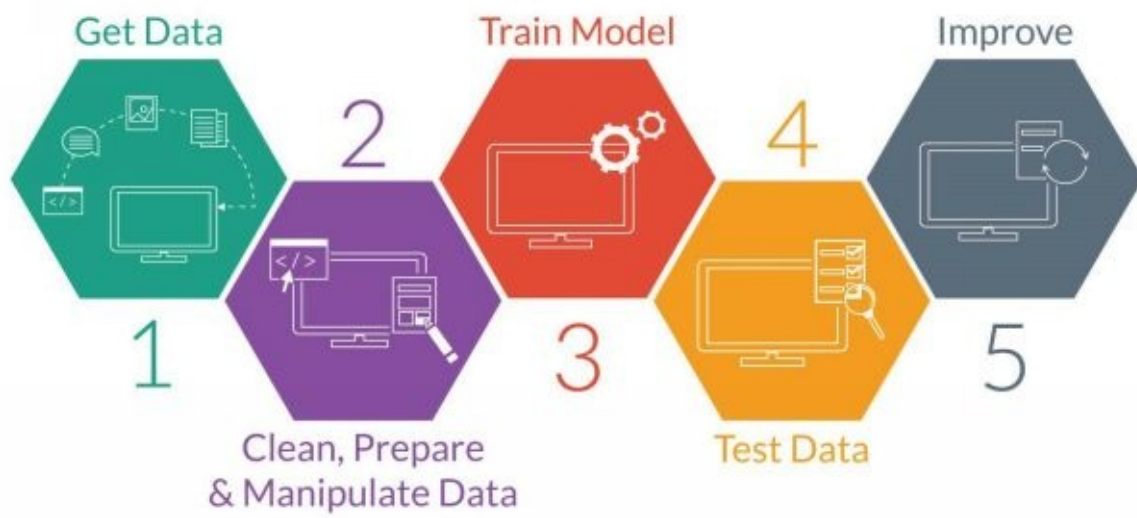 Get Data
1
2
Clean, Prepare
& Manipulate Data
Train Model
3
4
Test Data
Improve
5
</>
</>